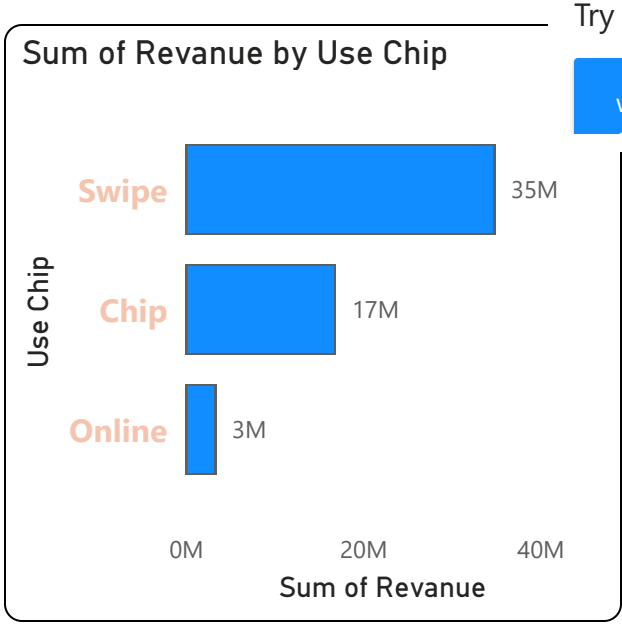 Try
Sum of Revanue by Use Chip
Swipe
35M
Chip
17M
Online
3M
Use Chip
0M
20M
40M
Sum of Revanue